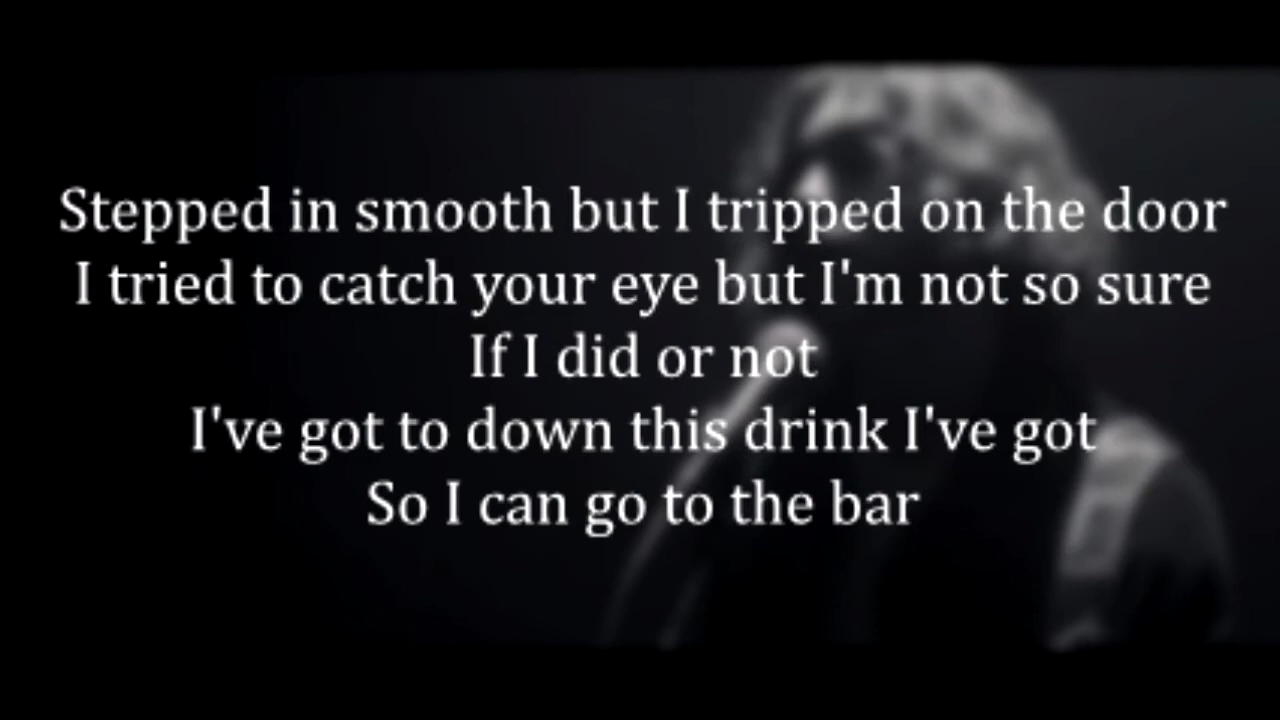 Stepped in smooth but I tripped on the door
I tried to catch your eye but I'm not so sure
If I did or not
I've got to down this drink I've got
So I can go to the bar